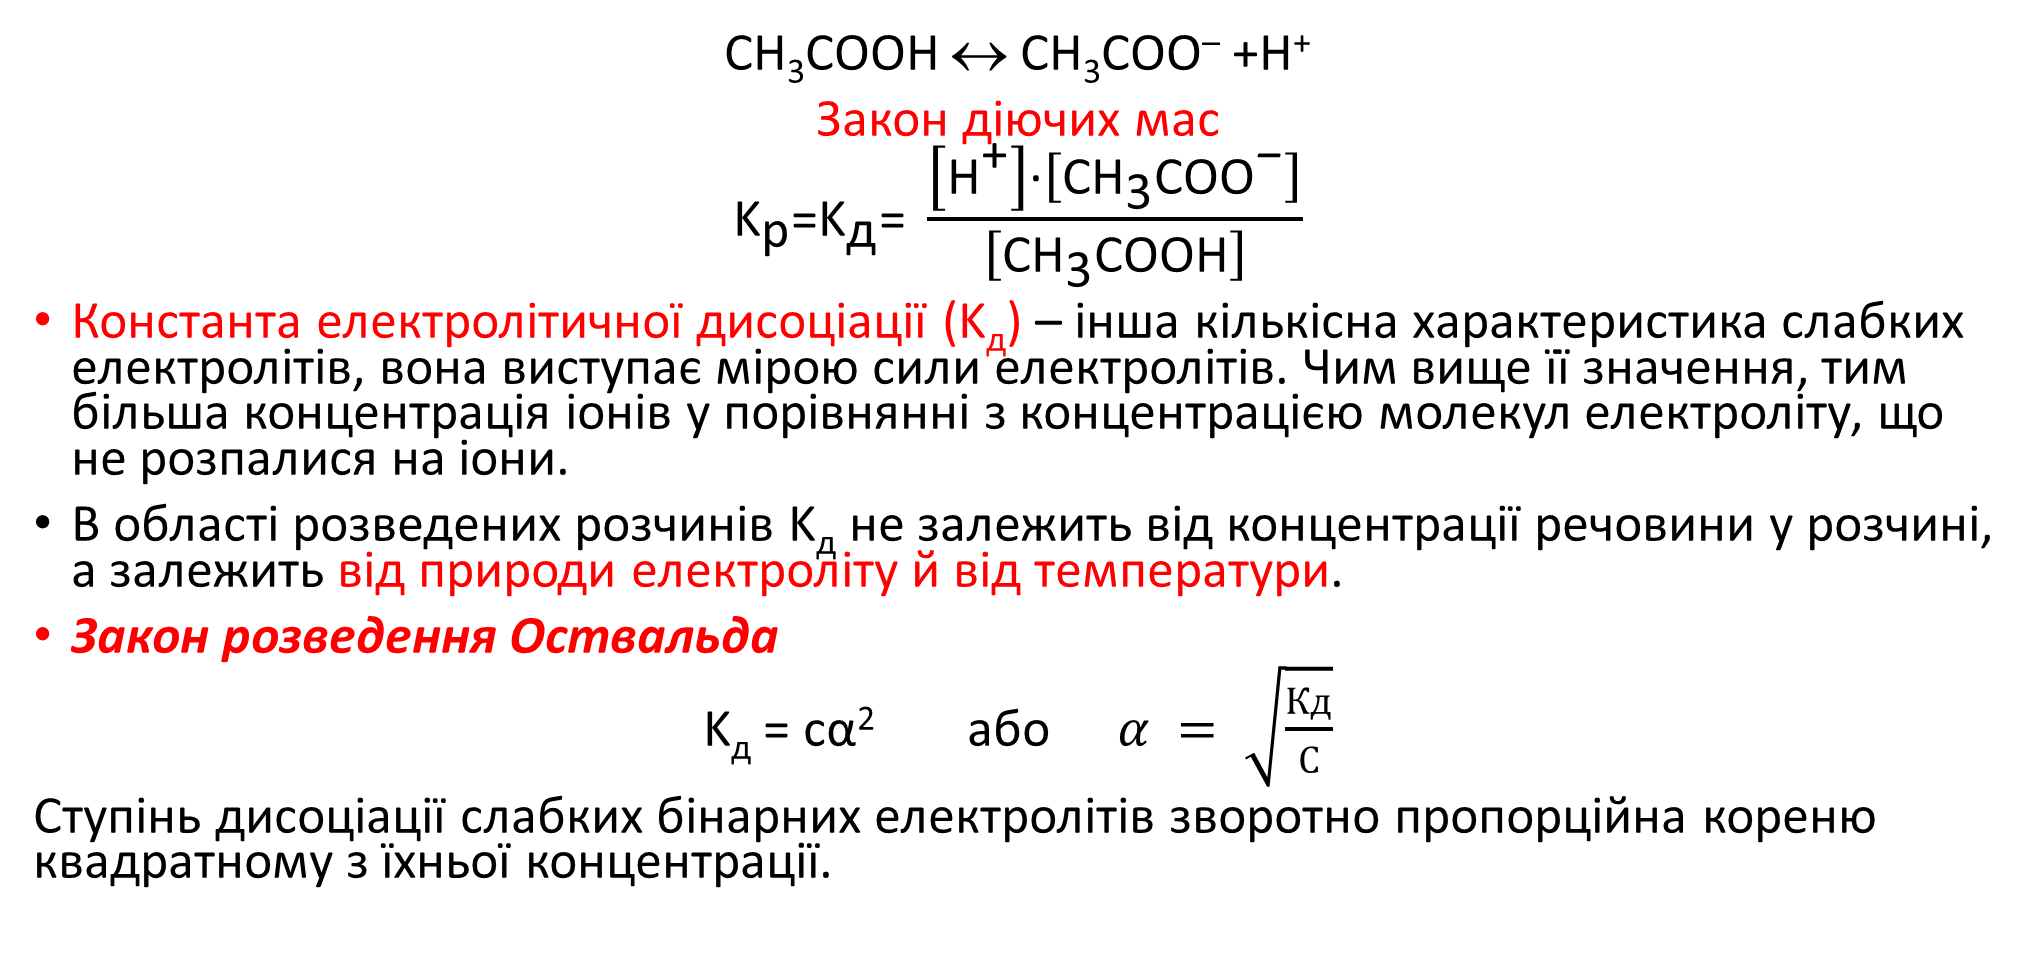 CH₃COOH ↔ CH₃COO⁻ +H⁺
Закон діючих мас
Kр=Kд= [H⁺]·[CH₃COO⁻] / [CH₃COOH]
• Константа електролітичної дисоціації (Kд) – інша кількісна характеристика слабких
електролітів, вона виступає мірою сили електролітів. Чим вище її значення, тим
більша концентрація іонів у порівнянні з концентрацією молекул електроліту, що
не розпалися на іони.
• В області розведених розчинів Kд не залежить від концентрації речовини у розчині,
а залежить від природи електроліту й від температури.
• Закон розведення Оствальда
Kд = cα² або α = √(Кд/С)
Ступінь дисоціації слабких бінарних електролітів зворотно пропорційна кореню
квадратному з їхньої концентрації.